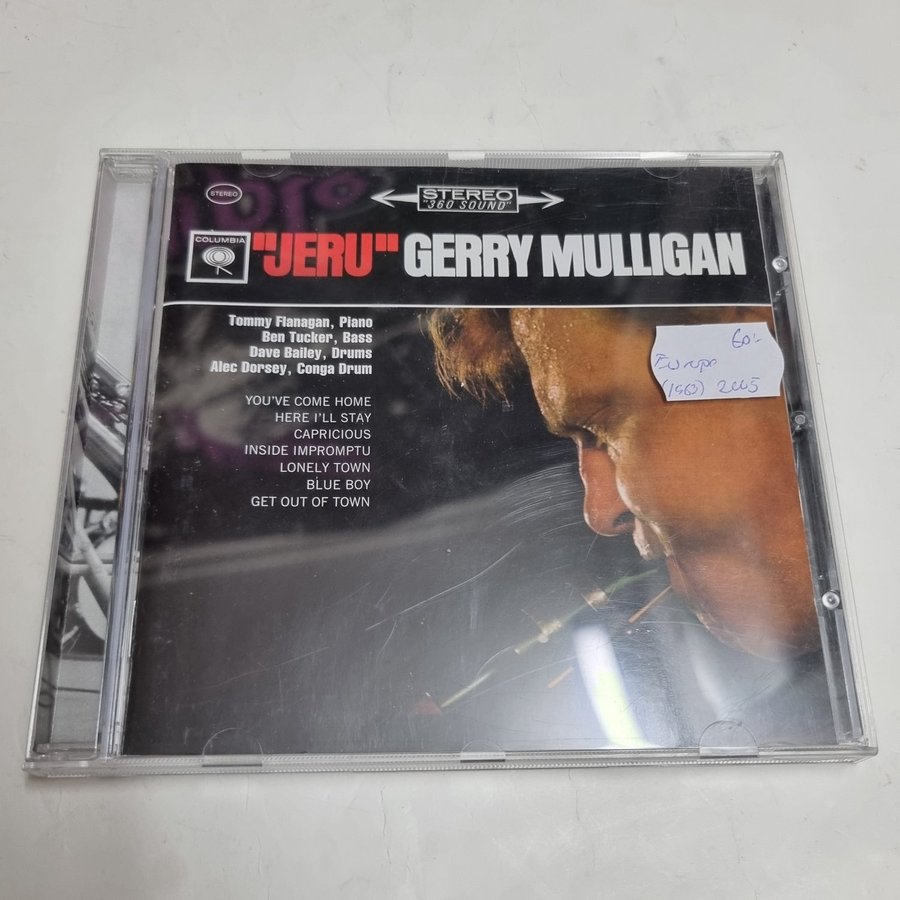 STEREO
STEREO
"360 SOUND"
COLUMBIA
"JERU" GERRY MULLIGAN
Tommy Flanagan, Piano
Ben Tucker, Bass
Dave Bailey, Drums
Alec Dorsey, Conga Drum
YOU'VE COME HOME
HERE I'LL STAY
CAPRICIOUS
INSIDE IMPROMPTU
LONELY TOWN
BLUE BOY
GET OUT OF TOWN
60:-
Europe
(1963) 2005